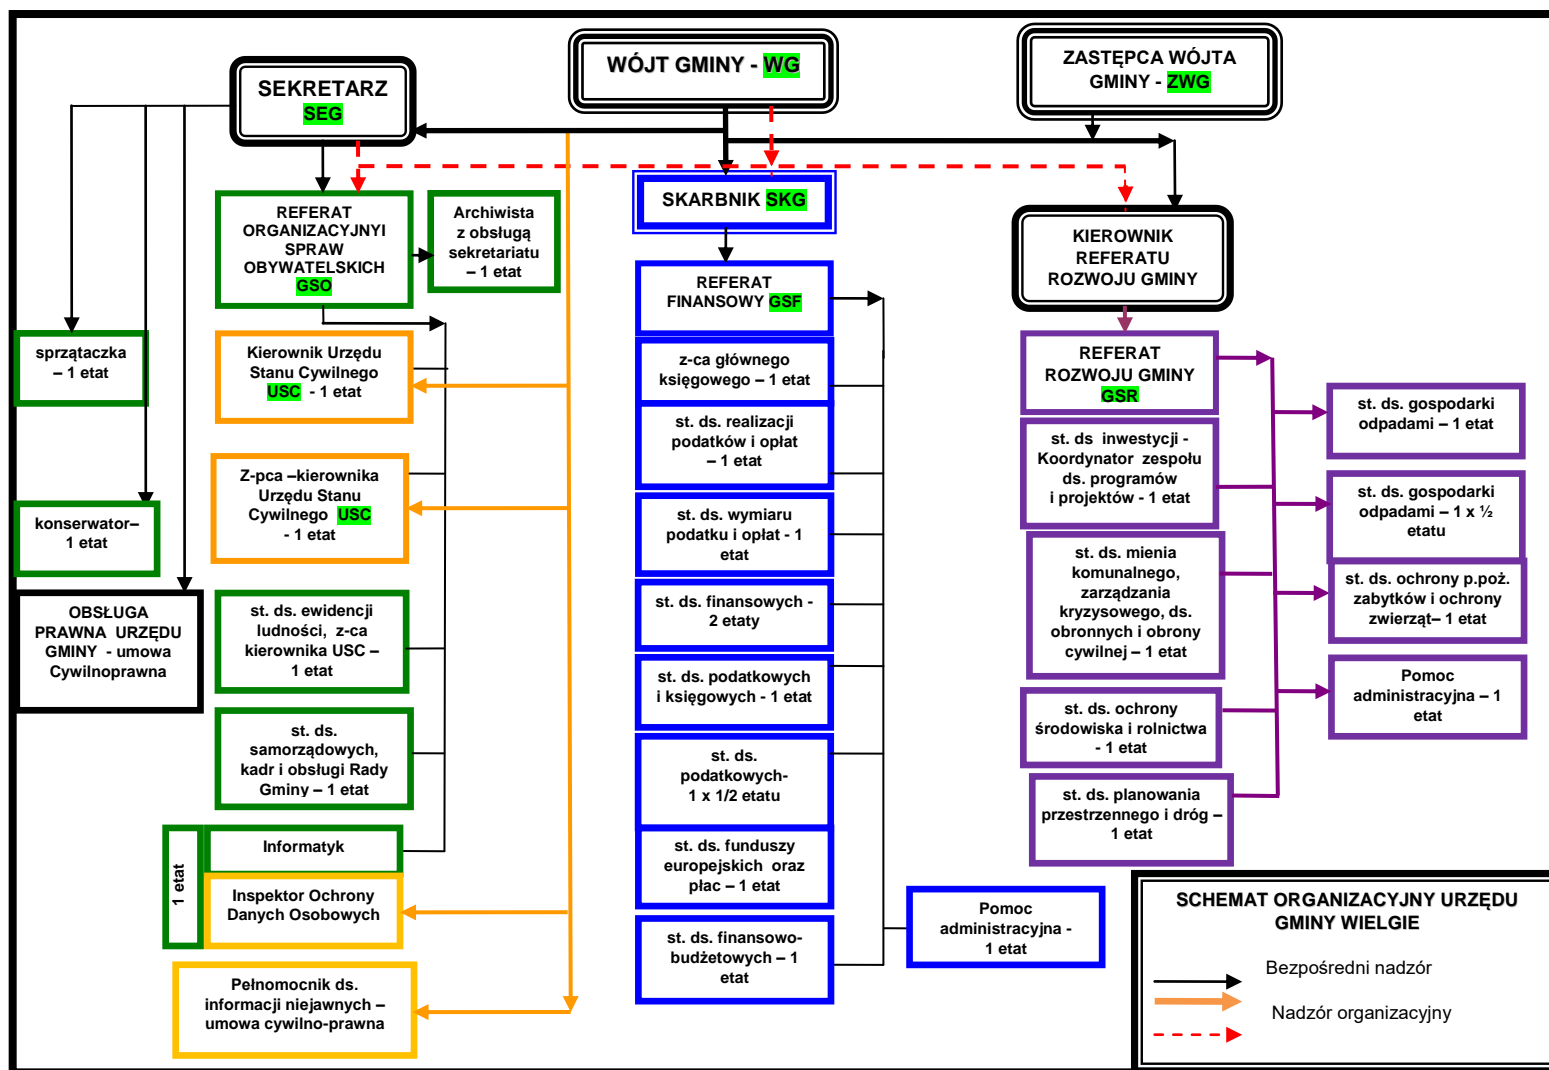 WÓJT GMINY - WG
ZASTĘPCA WÓJTA
GMINY - ZWG
SEKRETARZ
SEG
REFERAT
ORGANIZACYJNYI
SPRAW
OBYWATELSKICH
GSO
Archiwista
z obsługą
sekretariatu
– 1 etat
SKARBNIK SKG
KIEROWNIK
REFERATU
ROZWOJU GMINY
REFERAT
FINANSOWY GSF
sprzątaczka
– 1 etat
Kierownik Urzędu
Stanu Cywilnego
USC - 1 etat
z-ca głównego
księgowego – 1 etat
REFERAT
ROZWOJU GMINY
GSR
st. ds. gospodarki
odpadami – 1 etat
st. ds. realizacji
podatków i opłat
– 1 etat
st. ds inwestycji -
Koordynator zespołu
ds. programów
i projektów - 1 etat
Z-pca –kierownika
Urzędu Stanu
Cywilnego USC
- 1 etat
konserwator–
1 etat
st. ds. wymiaru
podatku i opłat - 1
etat
st. ds. gospodarki
odpadami – 1 x ½
etatu
st. ds. mienia
komunalnego,
zarządzania
kryzysowego, ds.
obronnych i obrony
cywilnej – 1 etat
st. ds. ochrony p.poż.
zabytków i ochrony
zwierząt– 1 etat
OBSŁUGA
PRAWNA URZĘDU
GMINY - umowa
Cywilnoprawna
st. ds. ewidencji
ludności, z-ca
kierownika USC –
1 etat
st. ds. finansowych -
2 etaty
st. ds. podatkowych
i księgowych - 1 etat
Pomoc
administracyjna – 1
etat
st. ds. ochrony
środowiska i rolnictwa
- 1 etat
st. ds.
samorządowych,
kadr i obsługi Rady
Gminy – 1 etat
st. ds.
podatkowych-
1 x 1/2 etatu
st. ds. planowania
przestrzennego i dróg –
1 etat
1 etat
Informatyk
Inspektor Ochrony
Danych Osobowych
st. ds. funduszy
europejskich oraz
płac – 1 etat
Pomoc
administracyjna -
1 etat
st. ds. finansowo-
budżetowych – 1
etat
Pełnomocnik ds.
informacji niejawnych –
umowa cywilno-prawna
SCHEMAT ORGANIZACYJNY URZĘDU
GMINY WIELGIE
Bezpośredni nadzór
Nadzór organizacyjny